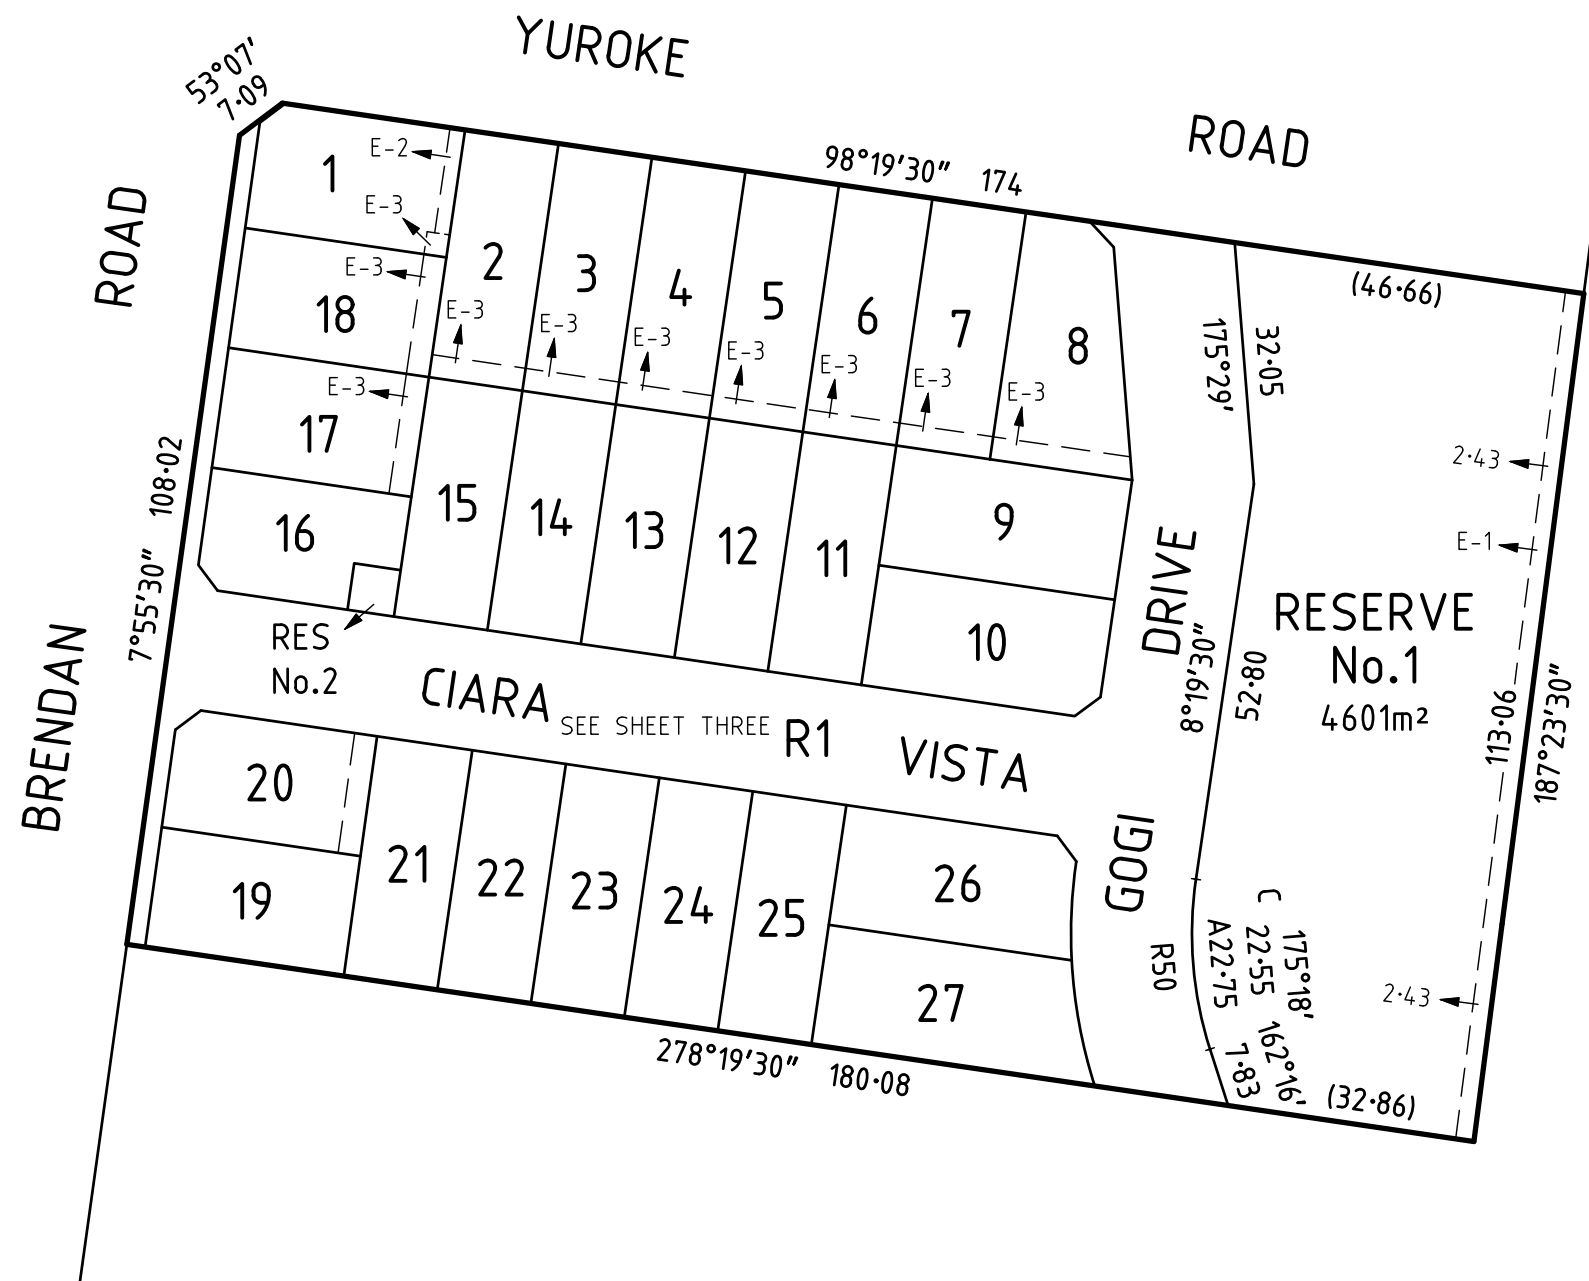 YUROKE
ROAD
53°07'
7·09
98°19'30" 174
(46·66)
ROAD
BRENDAN
7°55'30" 108·02
1
E-2
E-3
18
E-3
17
E-3
16
2
E-3
3
E-3
4
E-3
5
E-3
6
E-3
7
E-3
8
E-3
175°29'
32·05
2·43
E-1
15
14
13
12
11
9
10
DRIVE
GOGI
8°19'30"
52·80
RESERVE
No.1
4601m²
113·06
187°23'30"
RES
No.2
CIARA
SEE SHEET THREE
R1
VISTA
20
19
21
22
23
24
25
26
27
R50
C 175°18'
22·55
A22·75
162°16'
7·83
2·43
(32·86)
278°19'30" 180·08